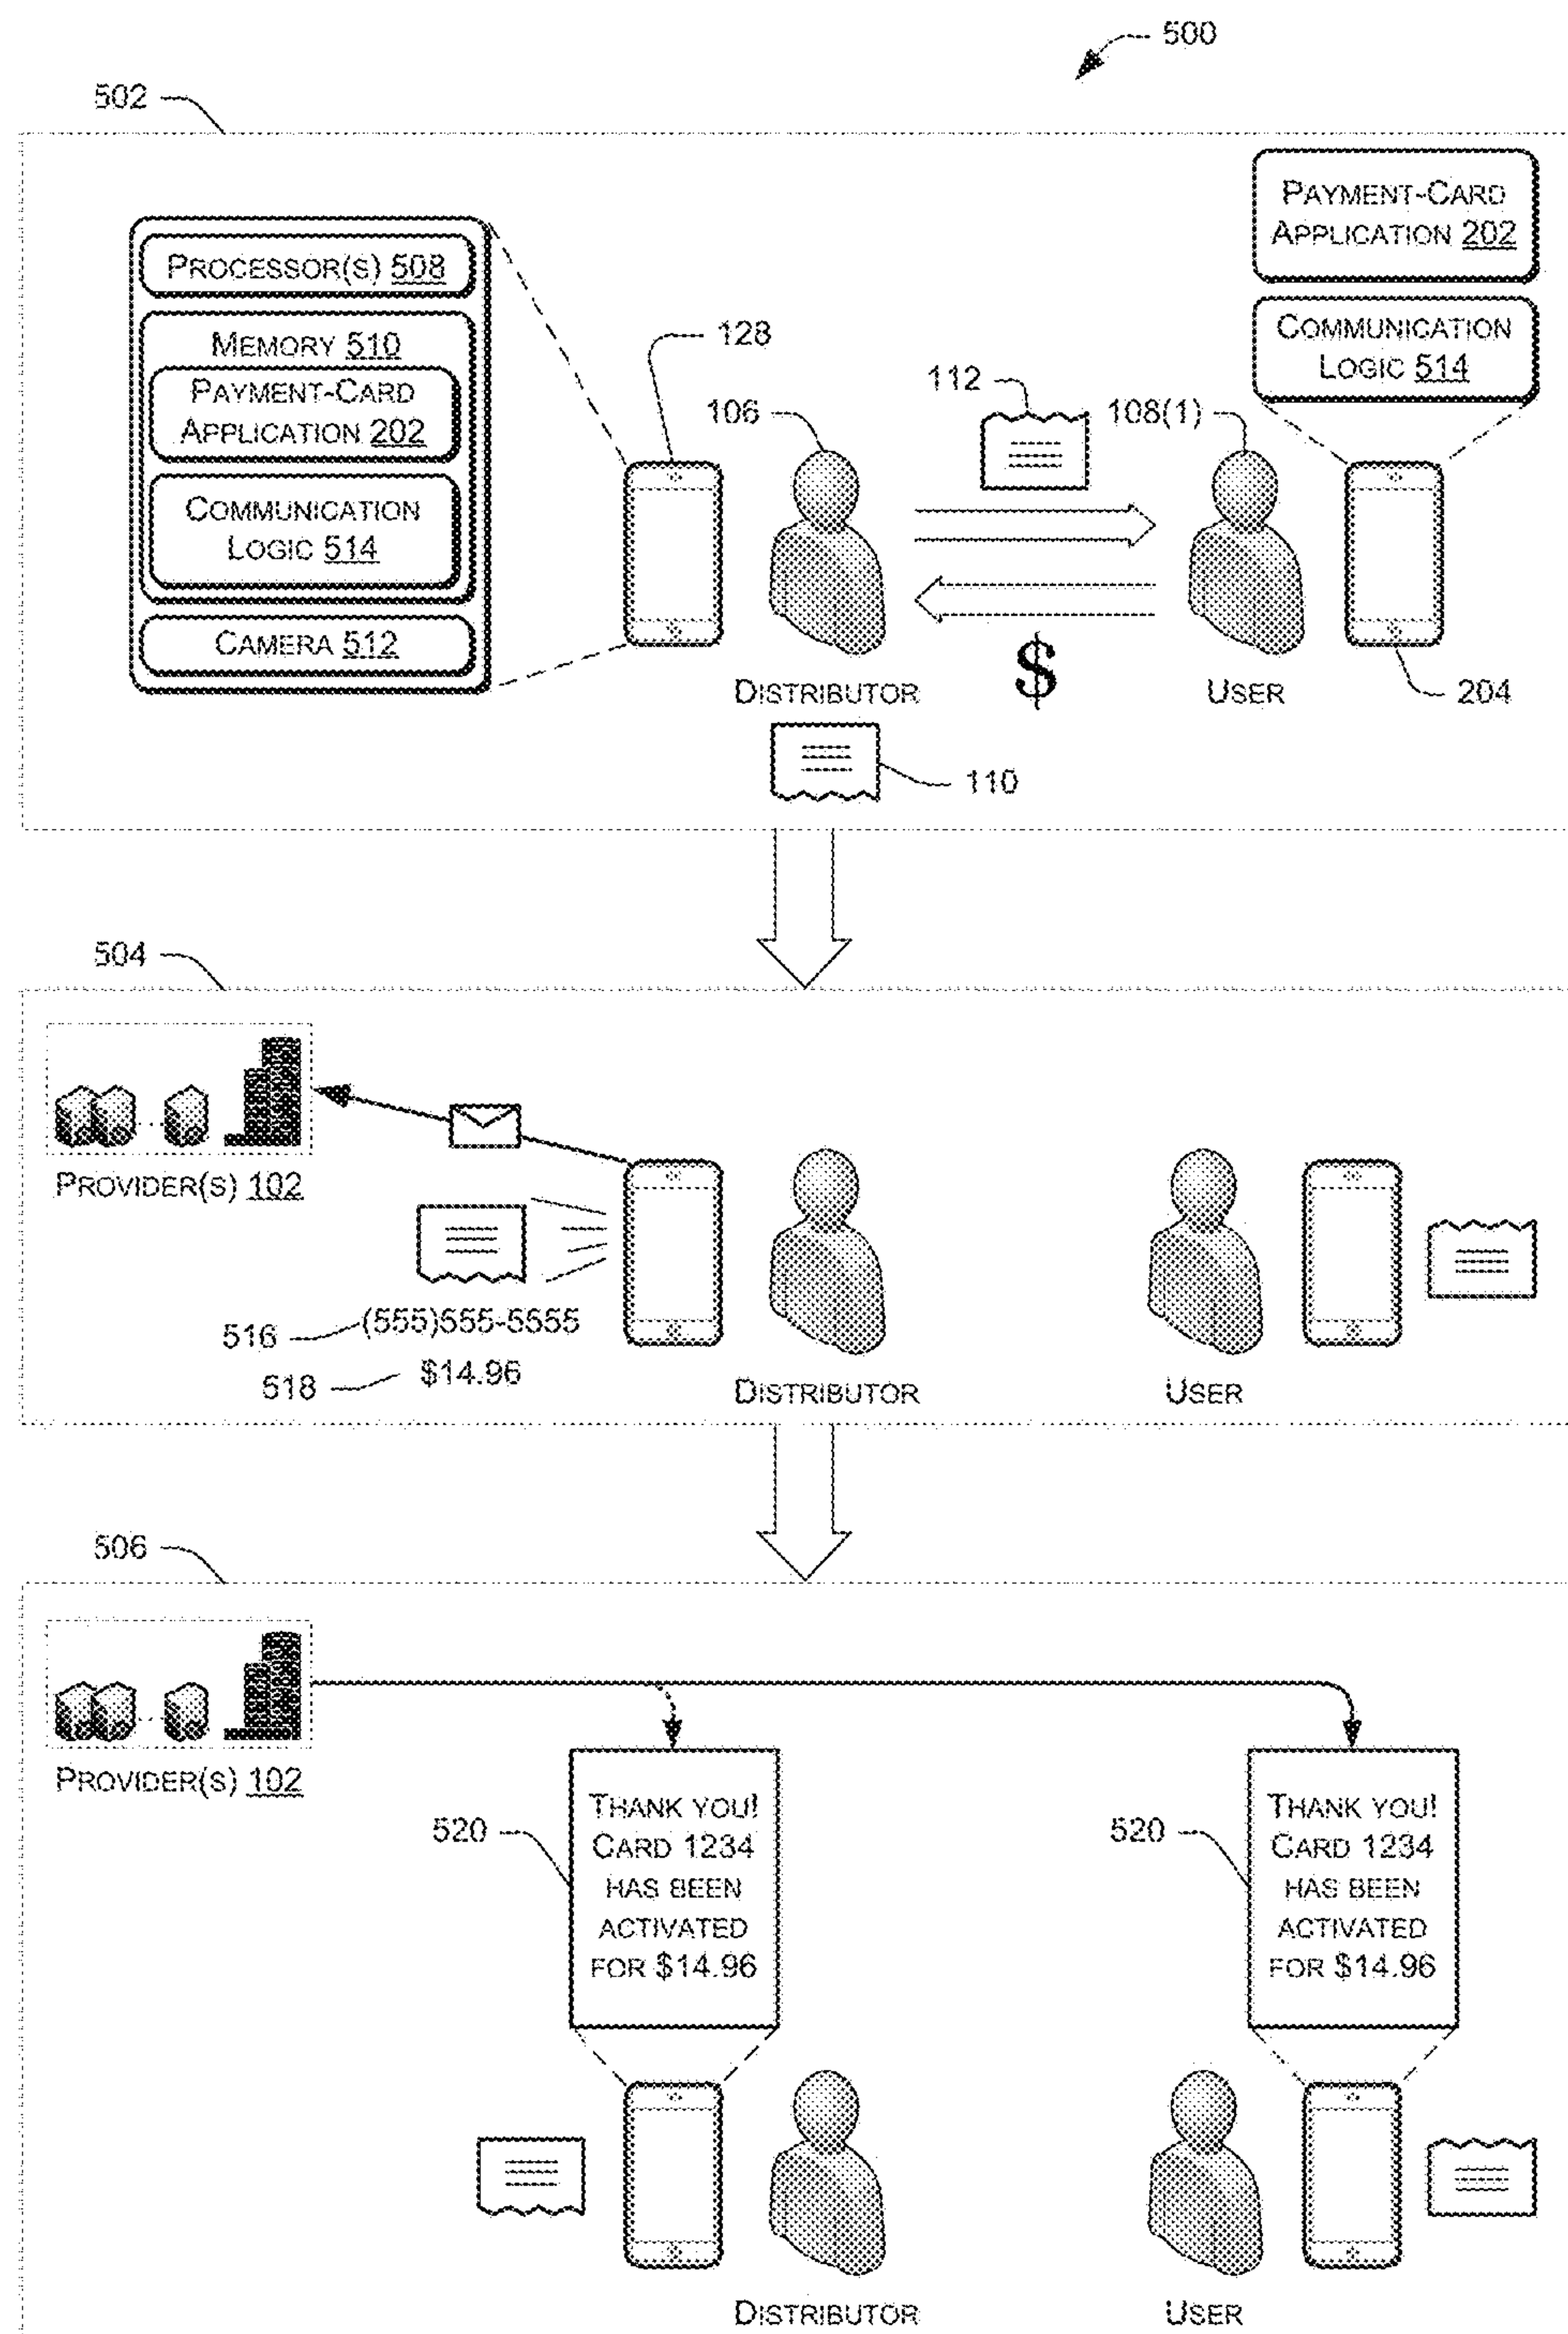 500
502
PAYMENT-CARD
APPLICATION 202
PROCESSOR(S) 508
COMMUNICATION
LOGIC 514
MEMORY 510
128
PAYMENT-CARD
APPLICATION 202
112
106
108(1)
COMMUNICATION
LOGIC 514
CAMERA 512
$
DISTRIBUTOR
USER
204
110
504
PROVIDER(S) 102
516
(555)555-5555
518
$14.96
DISTRIBUTOR
USER
506
PROVIDER(S) 102
520
THANK YOU!
CARD 1234
HAS BEEN
ACTIVATED
FOR $14.96
520
THANK YOU!
CARD 1234
HAS BEEN
ACTIVATED
FOR $14.96
DISTRIBUTOR
USER